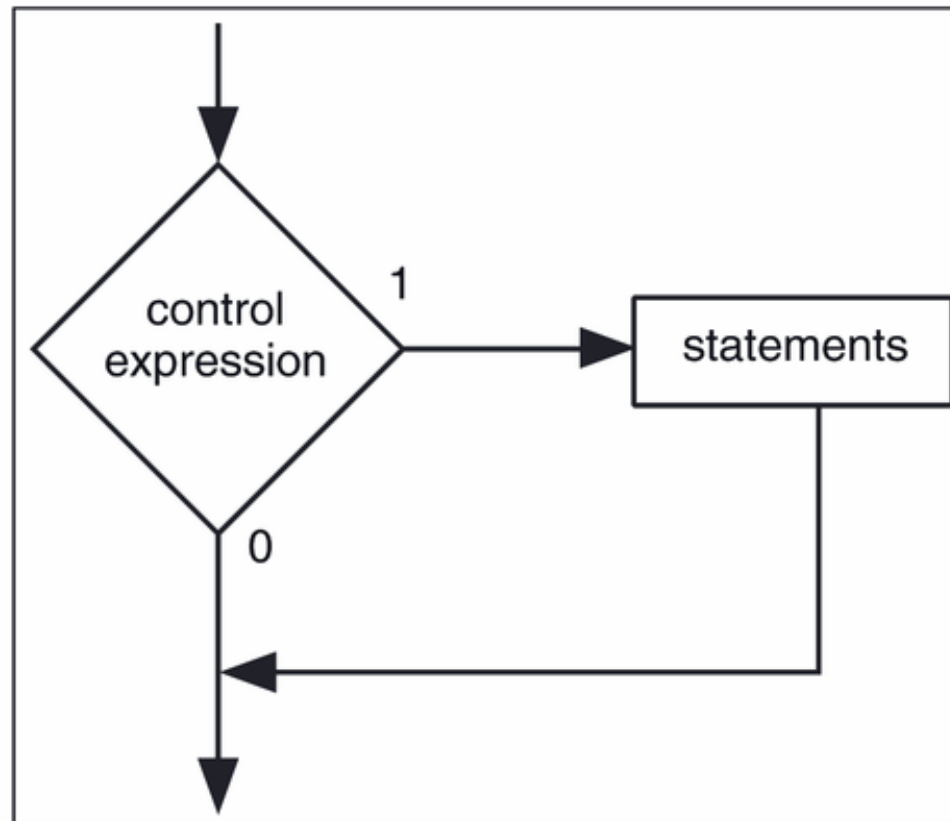 control
expression
1
statements
0